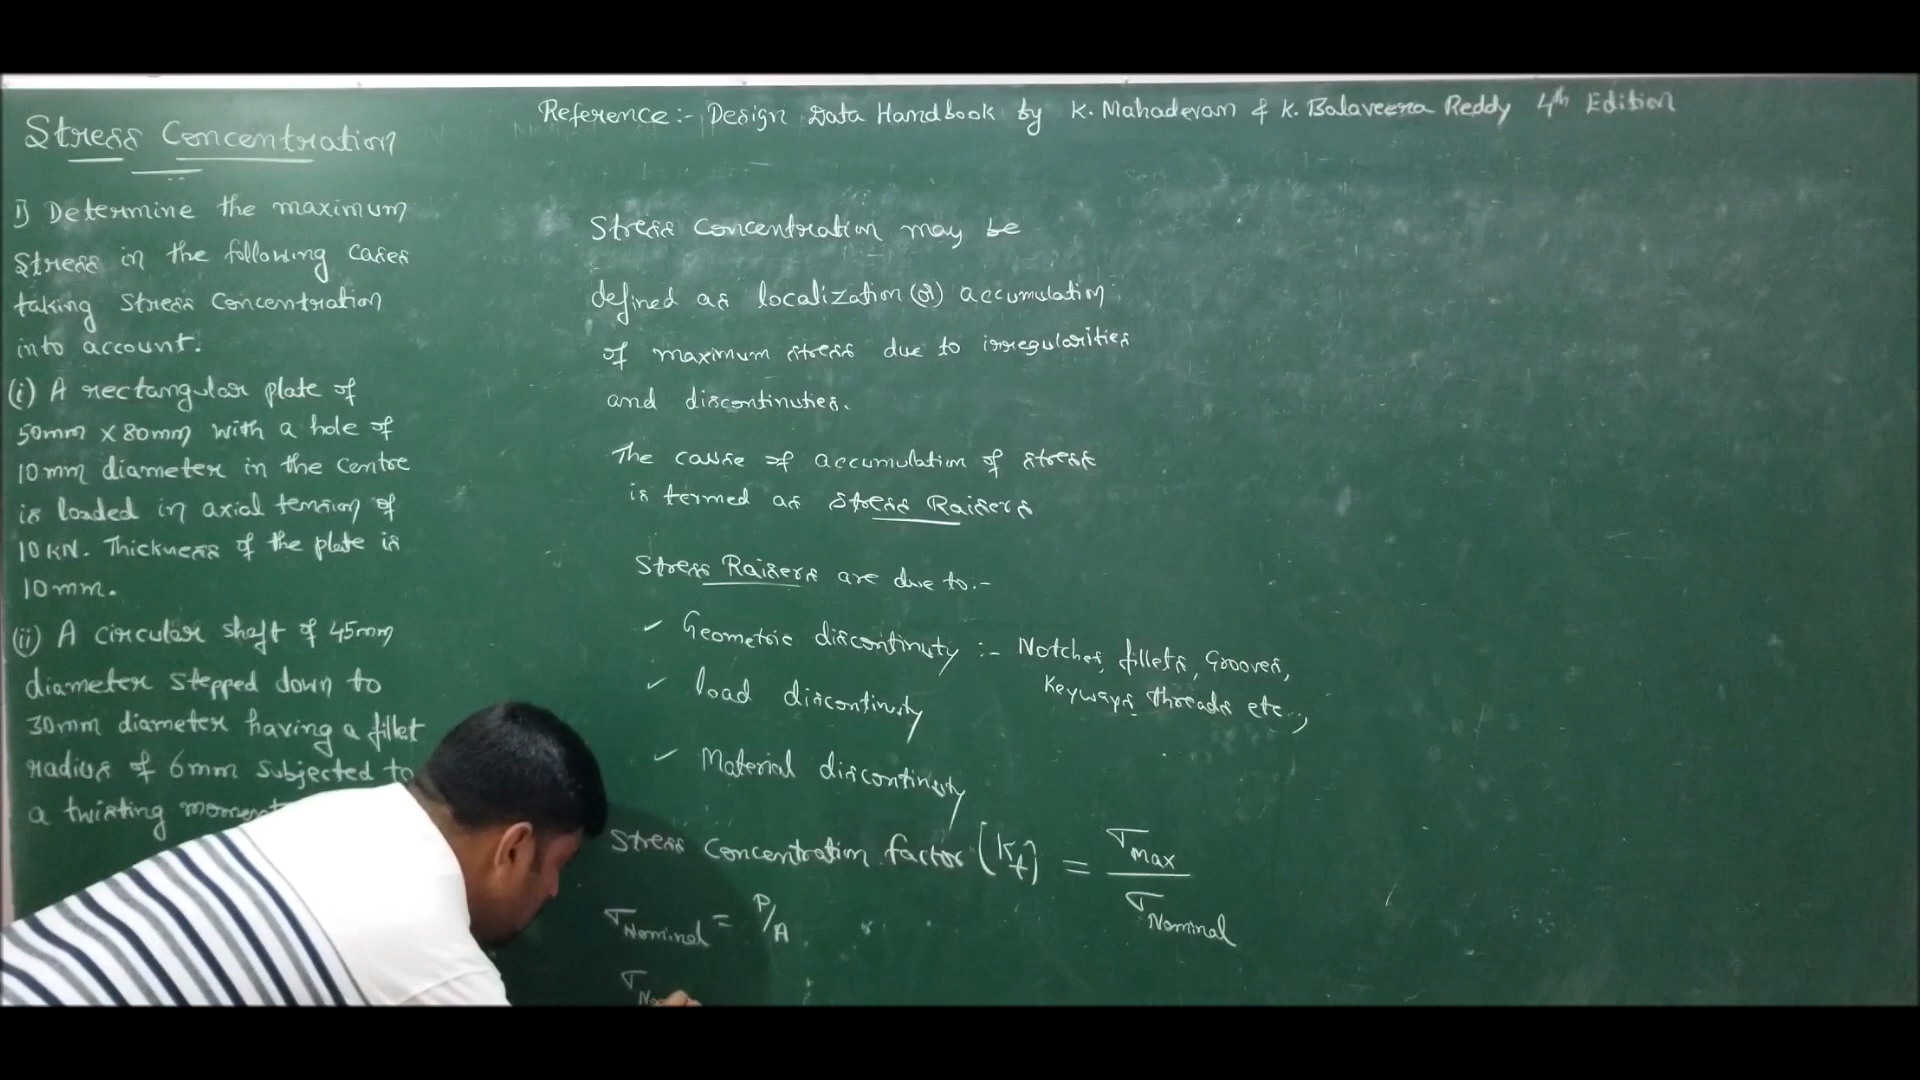 Stress Concentration
Reference:- Design Data Handbook by K. Mahadevan & K. Balaveera Reddy 4th Edition
1) Determine the maximum
Stress in the following cases
taking stress concentration
into account.
(i) A rectangular plate of
50mm x 80mm with a hole of
10mm diameter in the centre
is loaded in axial tension of
10KN. Thickness of the plate is
10mm.
(ii) A circular shaft of 45mm
diameter stepped down to
30mm diameter having a fillet
radius of 6mm subjected to
a twisting moment
Stress Concentration may be
defined as localization (or) accumulation
of maximum stress due to irregularities
and discontinuties.
The cause of accumulation of stress
is termed as Stress Raisers
Stress Raisers are due to:-
✓ Geometric discontinuty :- Notches, fillets, Grooves,
Keyways, threads etc..,
✓ load discontinuty
✓ Material discontinuty
Stress Concentration factor (Kt) = σMax / σNominal
σNominal = P/A
σNo